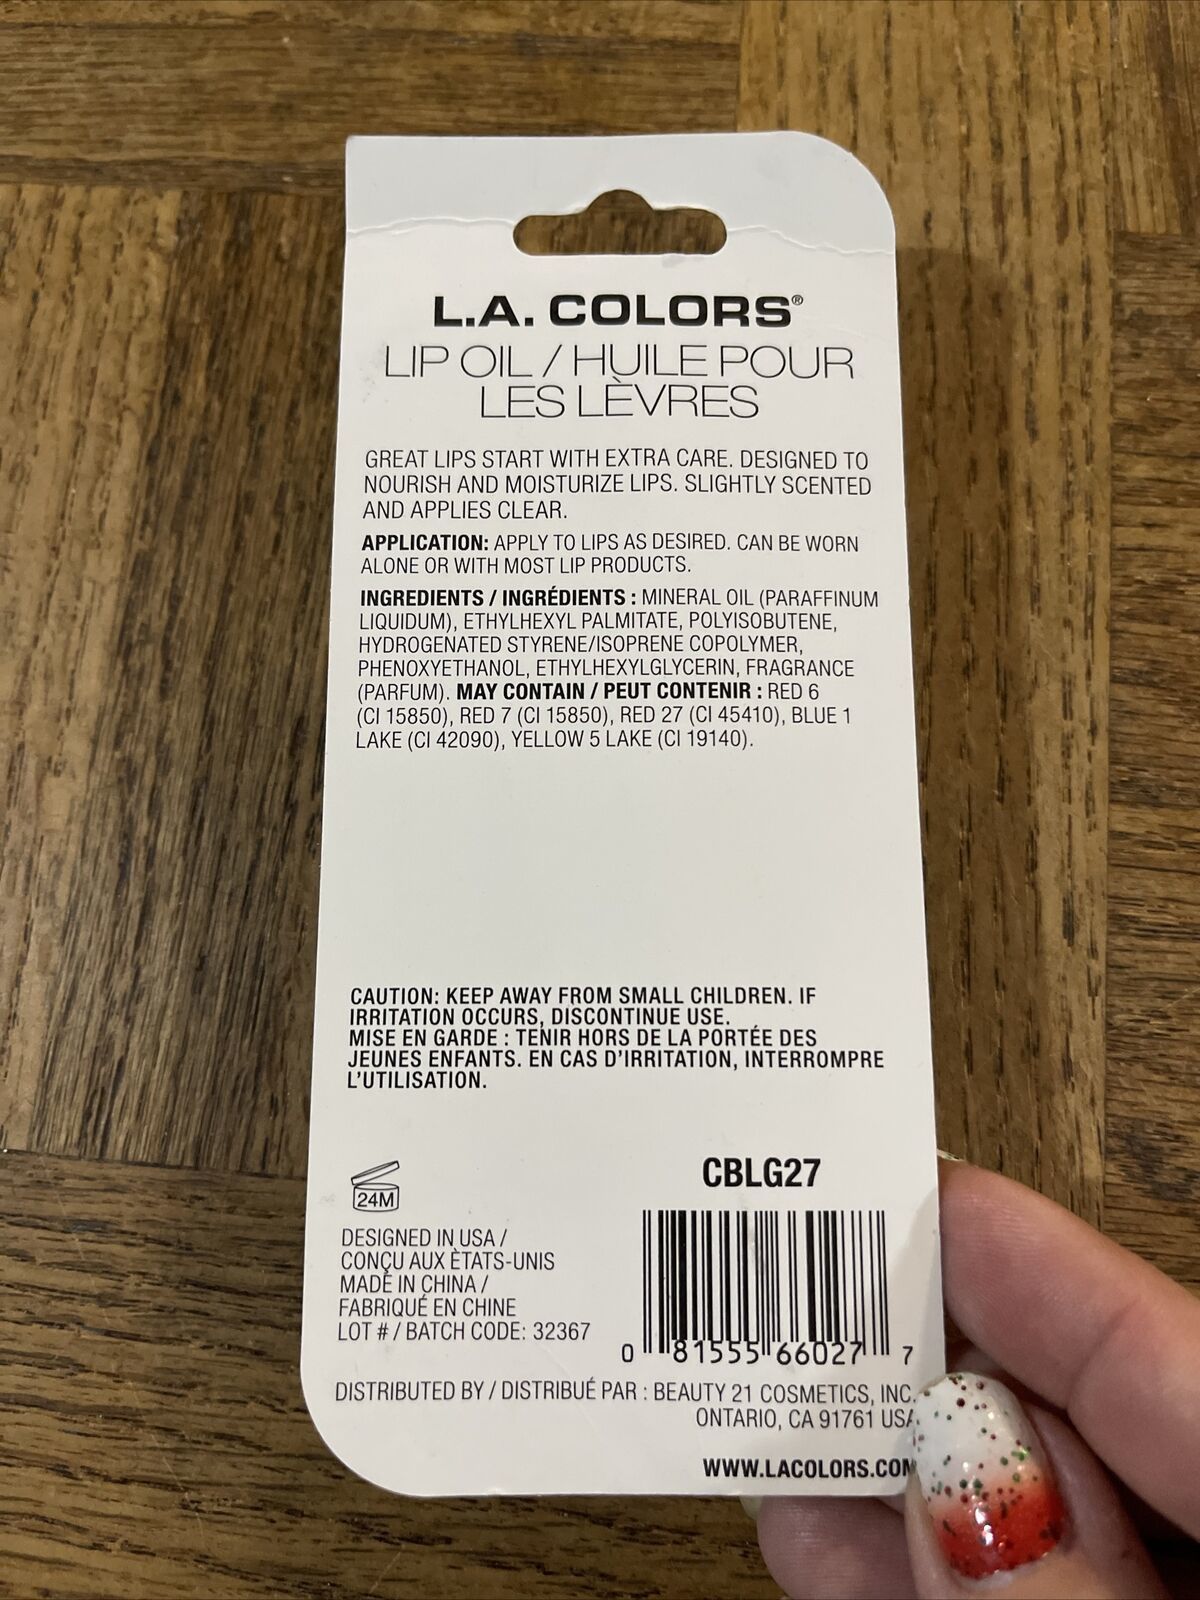 L.A. COLORS®
LIP OIL / HUILE POUR
LES LÈVRES
GREAT LIPS START WITH EXTRA CARE. DESIGNED TO
NOURISH AND MOISTURIZE LIPS. SLIGHTLY SCENTED
AND APPLIES CLEAR.
APPLICATION: APPLY TO LIPS AS DESIRED. CAN BE WORN
ALONE OR WITH MOST LIP PRODUCTS.
INGREDIENTS / INGRÉDIENTS : MINERAL OIL (PARAFFINUM
LIQUIDUM), ETHYLHEXYL PALMITATE, POLYISOBUTENE,
HYDROGENATED STYRENE/ISOPRENE COPOLYMER,
PHENOXYETHANOL, ETHYLHEXYLGLYCERIN, FRAGRANCE
(PARFUM). MAY CONTAIN / PEUT CONTENIR : RED 6
(CI 15850), RED 7 (CI 15850), RED 27 (CI 45410), BLUE 1
LAKE (CI 42090), YELLOW 5 LAKE (CI 19140).
CAUTION: KEEP AWAY FROM SMALL CHILDREN. IF
IRRITATION OCCURS, DISCONTINUE USE.
MISE EN GARDE : TENIR HORS DE LA PORTÉE DES
JEUNES ENFANTS. EN CAS D'IRRITATION, INTERROMPRE
L'UTILISATION.
24M
CBLG27
DESIGNED IN USA /
CONÇU AUX ÈTATS-UNIS
MADE IN CHINA /
FABRIQUÉ EN CHINE
LOT # / BATCH CODE: 32367
0 81555 66027 7
DISTRIBUTED BY / DISTRIBUÉ PAR : BEAUTY 21 COSMETICS, INC.
ONTARIO, CA 91761 USA
WWW.LACOLORS.COM